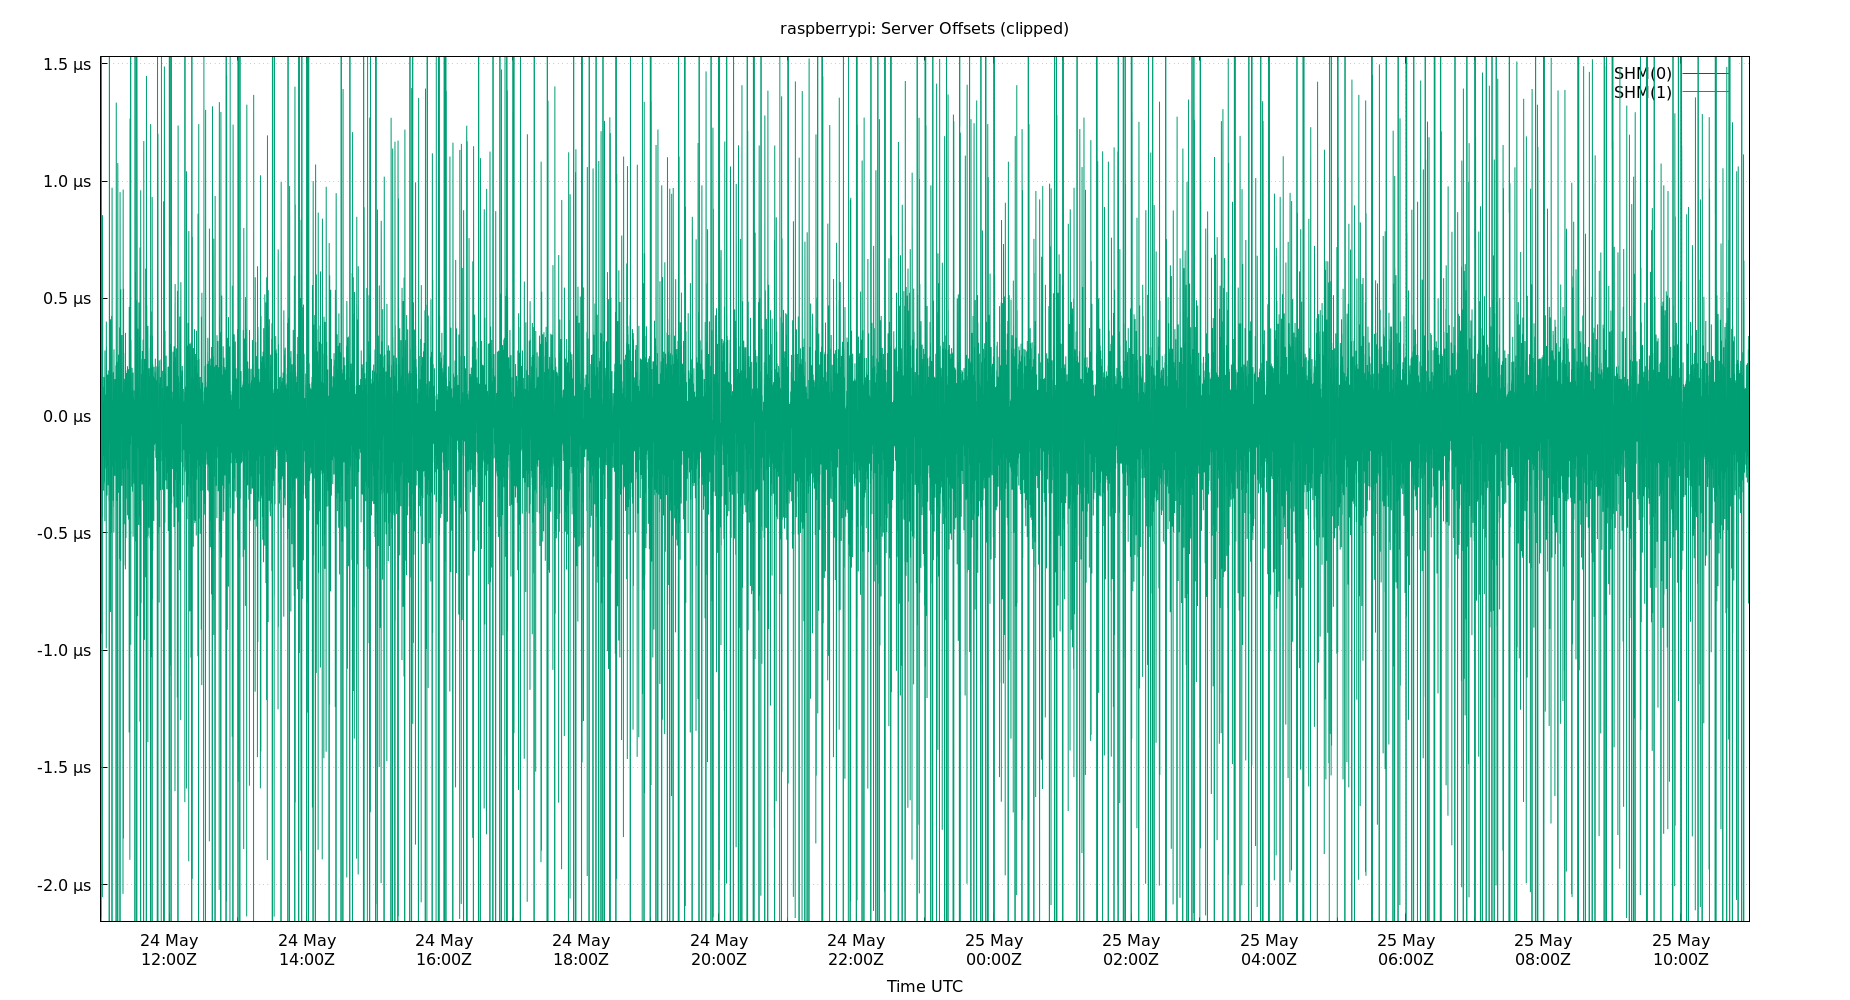 raspberrypi: Server Offsets (clipped)
1.5 µs
1.0 µs
0.5 µs
0.0 µs
-0.5 µs
-1.0 µs
-1.5 µs
-2.0 µs
SHM(0)
SHM(1)
24 May 24 May 24 May 24 May 24 May 24 May 25 May 25 May 25 May 25 May 25 May 25 May
12:00Z 14:00Z 16:00Z 18:00Z 20:00Z 22:00Z 00:00Z 02:00Z 04:00Z 06:00Z 08:00Z 10:00Z
Time UTC